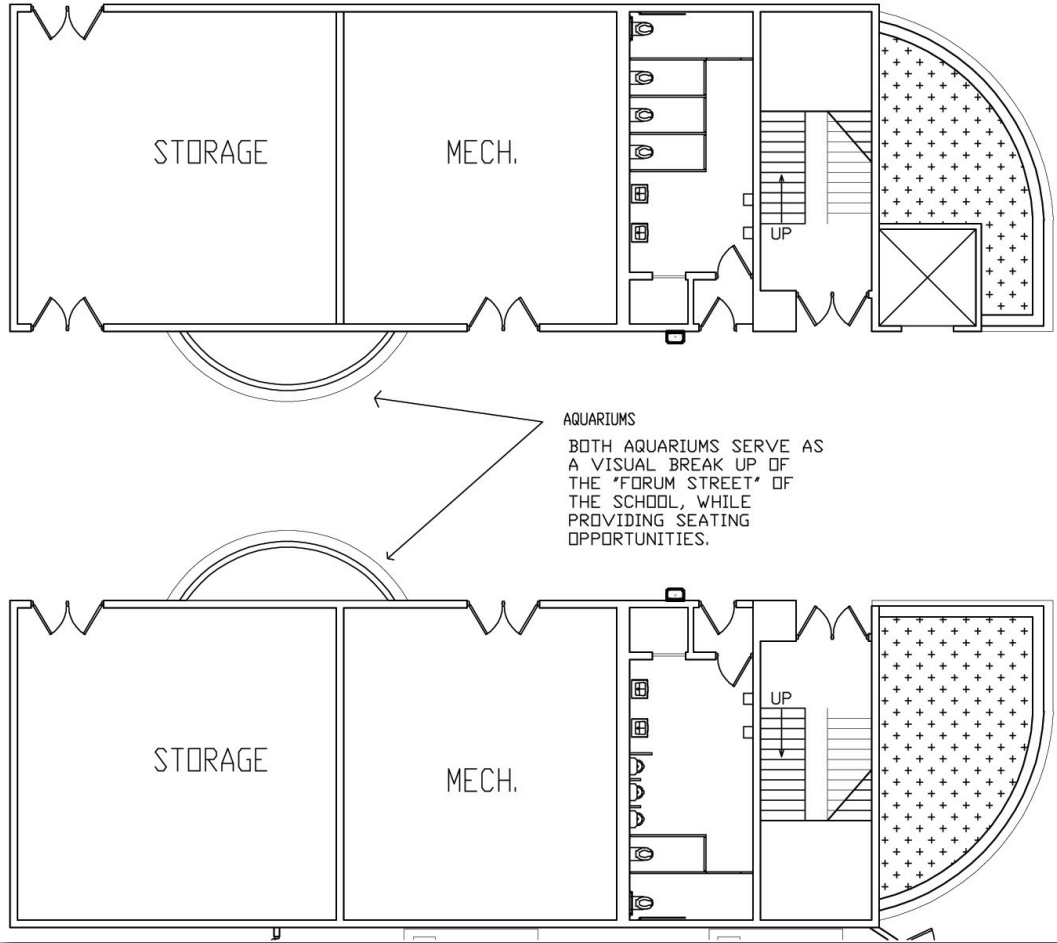 STORAGE
MECH.
UP
AQUARIUMS
BOTH AQUARIUMS SERVE AS
A VISUAL BREAK UP OF
THE "FORUM STREET" OF
THE SCHOOL, WHILE
PROVIDING SEATING
OPPORTUNITIES.
UP
STORAGE
MECH.